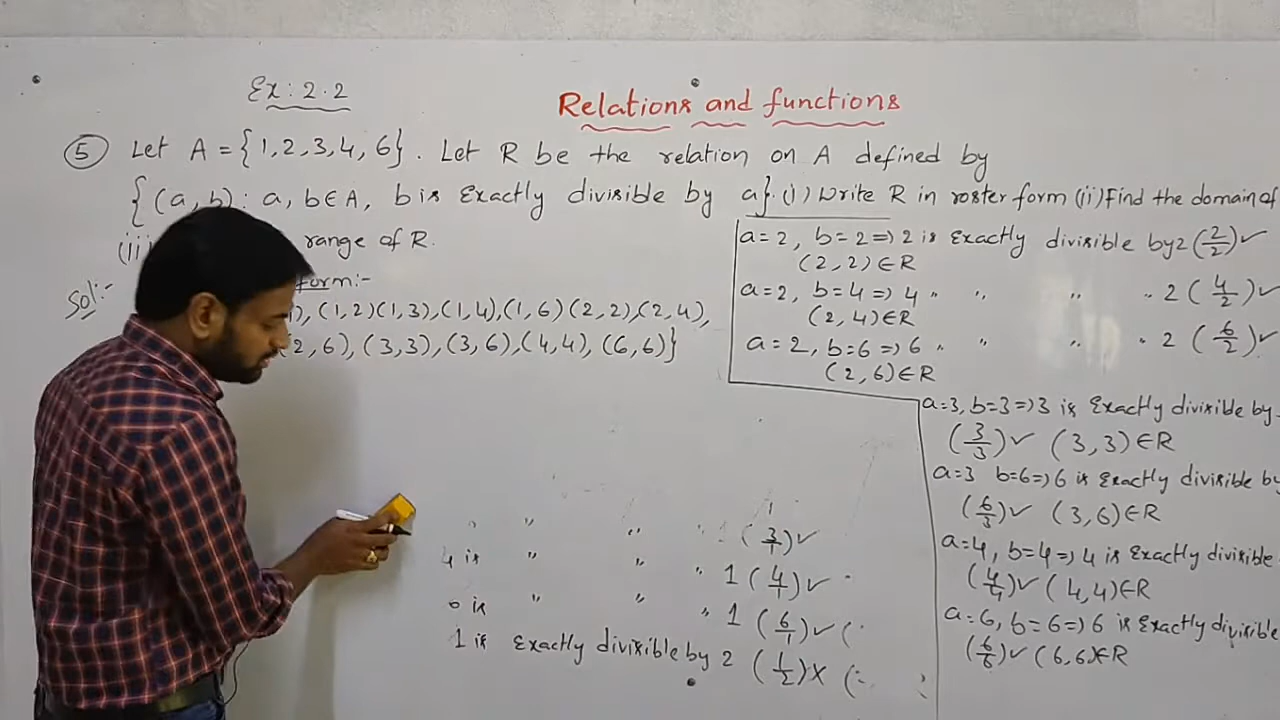 Ex: 2.2
Relations and functions
5 Let A = {1,2,3,4,6}. Let R be the relation on A defined by
{(a,b): a,b∈A, b is Exactly divisible by a}. (i) Write R in roster form (ii) Find the domain of
(iii) range of R.
Sol:- form:-
1), (1,2)(1,3),(1,4),(1,6)(2,2),(2,4),
(2,6), (3,3), (3,6),(4,4), (6,6)}
a=2, b=2 => 2 is Exactly divisible by 2 (2/2)✓
(2,2)∈R
a=2, b=4 => 4 " " " " 2 (4/2)✓
(2,4)∈R
a=2, b=6 => 6 " " " " 2 (6/2)✓
(2,6)∈R
a=3, b=3 => 3 is Exactly divisible by
(3/3)✓ (3,3)∈R
a=3 b=6 => 6 is Exactly divisible by
(6/3)✓ (3,6)∈R
a=4, b=4 => 4 is Exactly divisible
(4/4)✓ (4,4)∈R
a=6, b=6 => 6 is Exactly divisible
(6/6)✓ (6,6)∈R
" " " 1 (3/1)✓
4 is " " " 1 (4/1)✓
is " " " 1 (6/1)✓ (
1 is Exactly divisible by 2 (1/2)X (